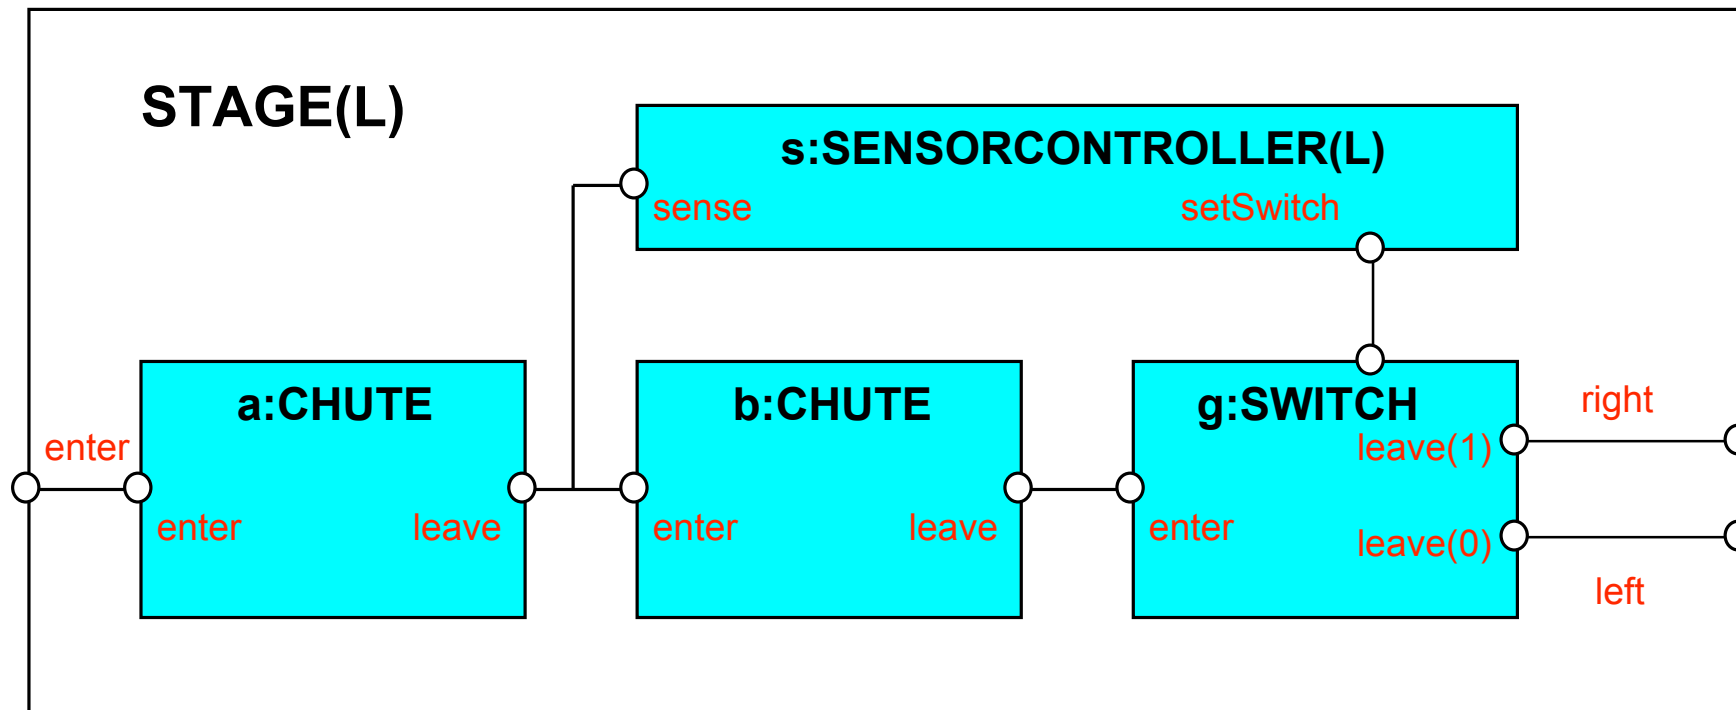 STAGE(L)
s:SENSORCONTROLLER(L)
sense
setSwitch
a:CHUTE
b:CHUTE
g:SWITCH
right
enter
leave(1)
enter
leave
enter
leave
enter
leave(0)
left